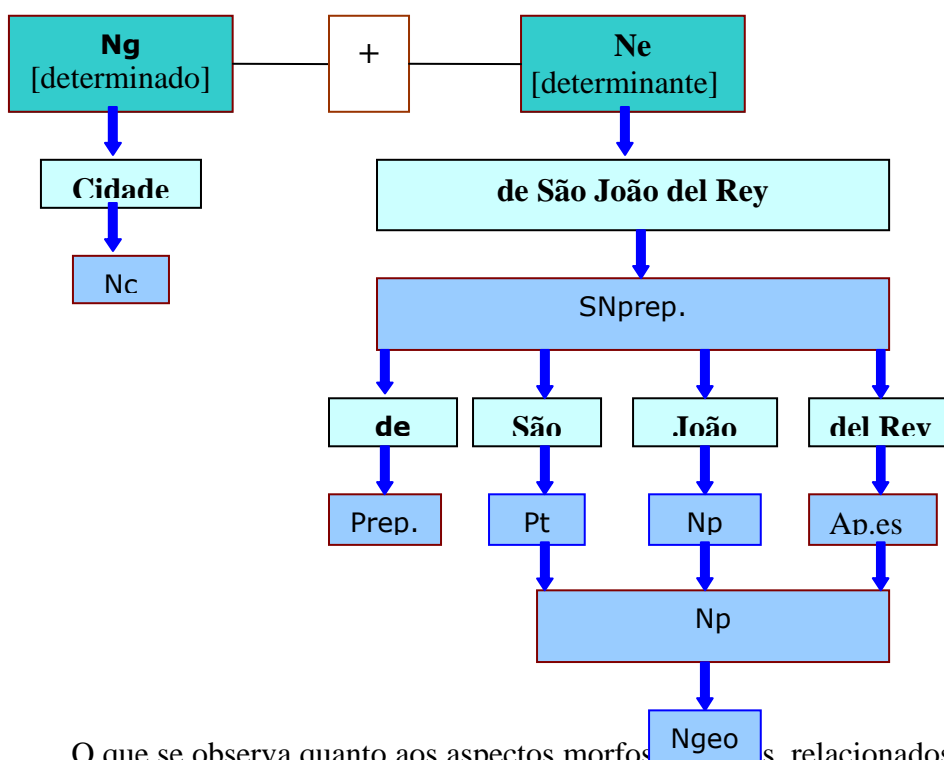 Ng
[determinado]
+
Ne
[determinante]
Cidade
de São João del Rey
Nc
SNprep.
de
São
João
del Rey
Prep.
Pt
Np
Ap.es
Np
Ngeo
O que se observa quanto aos aspectos relacionados